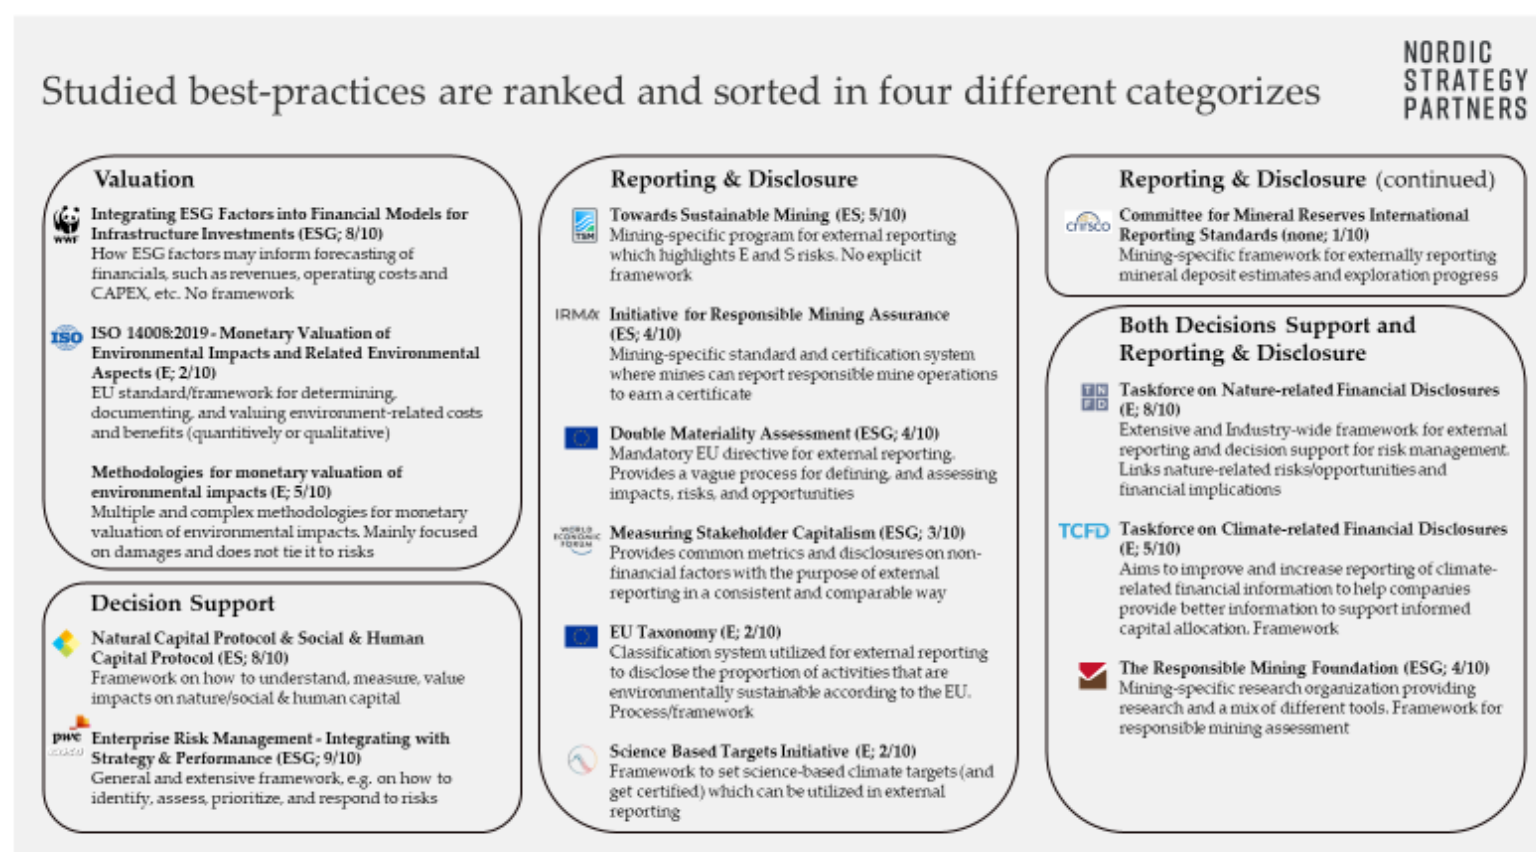 Studied best-practices are ranked and sorted in four different categorizes
NORDIC
STRATEGY
PARTNERS
Valuation
WWF
Integrating ESG Factors into Financial Models for
Infrastructure Investments (ESG; 8/10)
How ESG factors may inform forecasting of
financials, such as revenues, operating costs and
CAPEX, etc. No framework
ISO
ISO 14008:2019 - Monetary Valuation of
Environmental Impacts and Related Environmental
Aspects (E; 2/10)
EU standard/framework for determining,
documenting, and valuing environment-related costs
and benefits (quantitively or qualitative)
Methodologies for monetary valuation of
environmental impacts (E; 5/10)
Multiple and complex methodologies for monetary
valuation of environmental impacts. Mainly focused
on damages and does not tie it to risks
Decision Support
Natural Capital Protocol & Social & Human
Capital Protocol (ES; 8/10)
Framework on how to understand, measure, value
impacts on nature/social & human capital
pwc
Enterprise Risk Management - Integrating with
Strategy & Performance (ESG; 9/10)
General and extensive framework, e.g. on how to
identify, assess, prioritize, and respond to risks
Reporting & Disclosure
TSM
Towards Sustainable Mining (ES; 5/10)
Mining-specific program for external reporting
which highlights E and S risks. No explicit
framework
IRMA
Initiative for Responsible Mining Assurance
(ES; 4/10)
Mining-specific standard and certification system
where mines can report responsible mine operations
to earn a certificate
Double Materiality Assessment (ESG; 4/10)
Mandatory EU directive for external reporting.
Provides a vague process for defining, and assessing
impacts, risks, and opportunities
WORLD
ECONOMIC
FORUM
Measuring Stakeholder Capitalism (ESG; 3/10)
Provides common metrics and disclosures on non-
financial factors with the purpose of external
reporting in a consistent and comparable way
EU Taxonomy (E; 2/10)
Classification system utilized for external reporting
to disclose the proportion of activities that are
environmentally sustainable according to the EU.
Process/framework
Science Based Targets Initiative (E; 2/10)
Framework to set science-based climate targets (and
get certified) which can be utilized in external
reporting
Reporting & Disclosure (continued)
crirsco
Committee for Mineral Reserves International
Reporting Standards (none; 1/10)
Mining-specific framework for externally reporting
mineral deposit estimates and exploration progress
Both Decisions Support and
Reporting & Disclosure
TN
FD
Taskforce on Nature-related Financial Disclosures
(E; 8/10)
Extensive and Industry-wide framework for external
reporting and decision support for risk management.
Links nature-related risks/opportunities and
financial implications
TCFD
Taskforce on Climate-related Financial Disclosures
(E; 5/10)
Aims to improve and increase reporting of climate-
related financial information to help companies
provide better information to support informed
capital allocation. Framework
The Responsible Mining Foundation (ESG; 4/10)
Mining-specific research organization providing
research and a mix of different tools. Framework for
responsible mining assessment